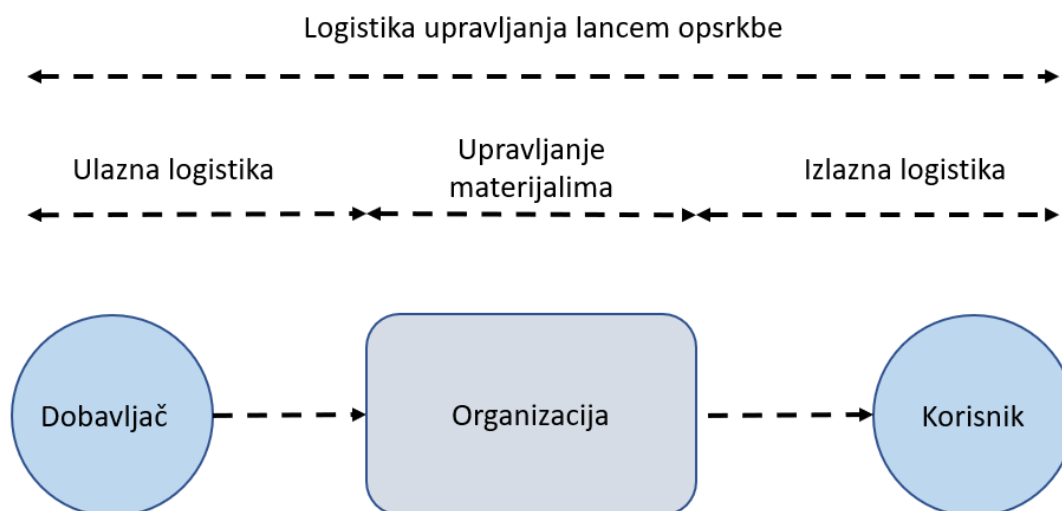 Logistika upravljanja lancem opsrkbe
Ulazna logistika
Upravljanje
materijalima
Izlazna logistika
Dobavljač
Organizacija
Korisnik